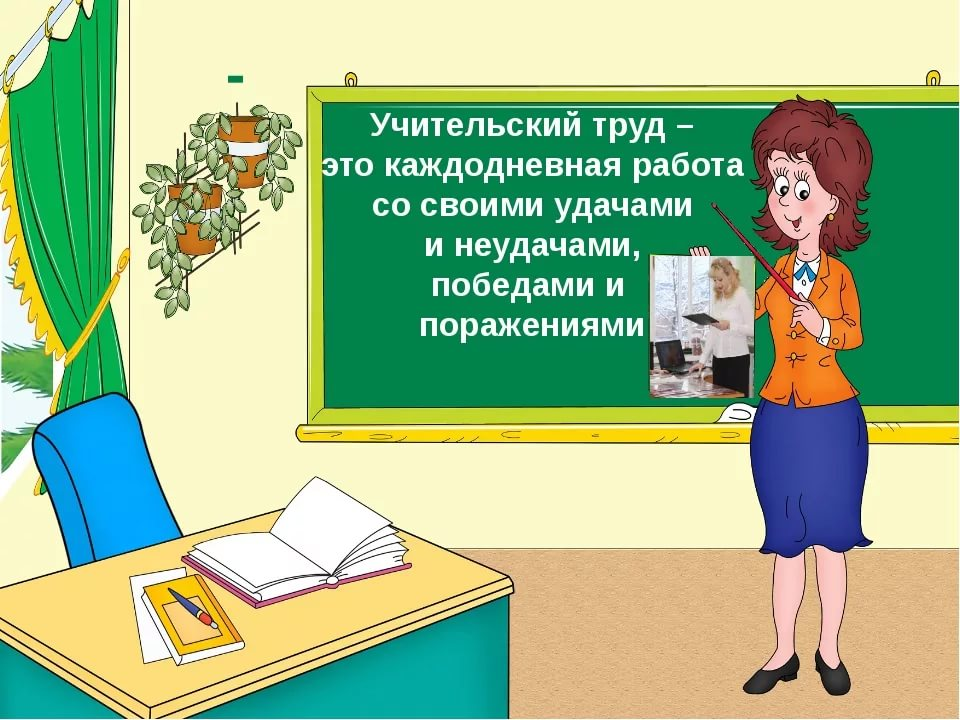 -
Учительский труд –
это каждодневная работа
со своими удачами
и неудачами,
победами и
поражениями